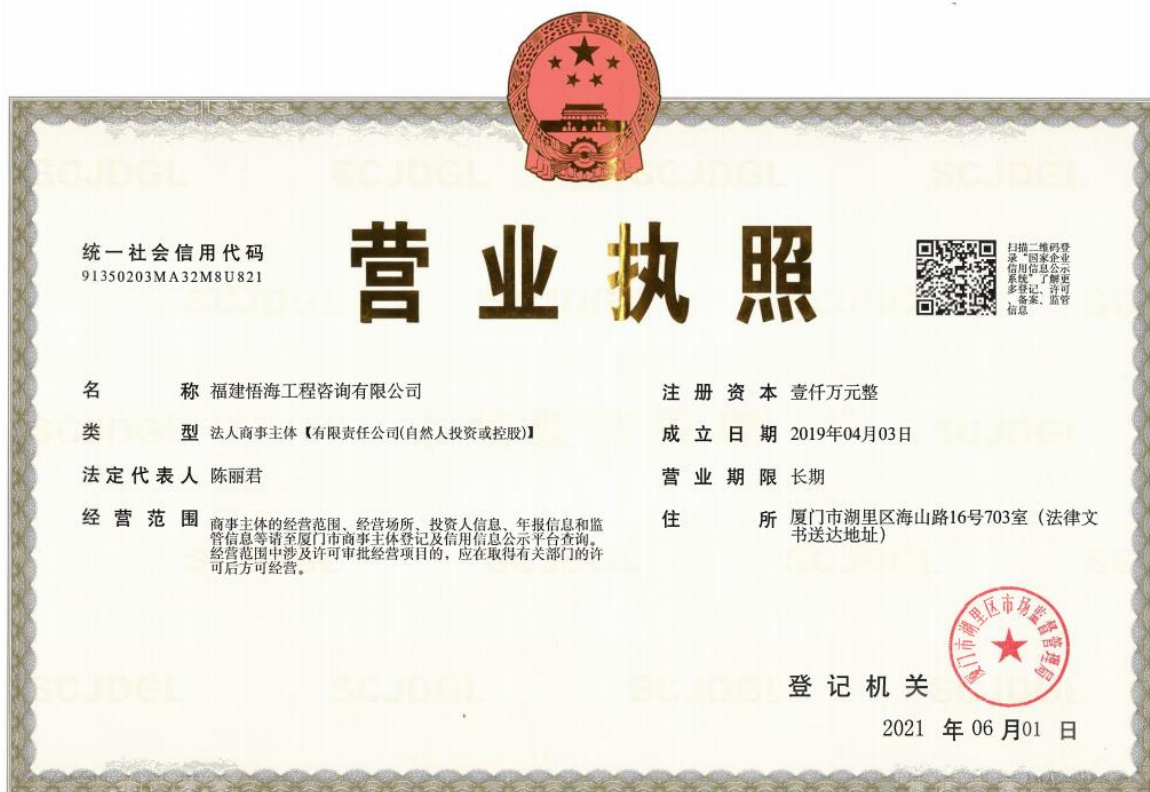 统一社会信用代码
91350203MA32M8U821
营业执照
扫描二维码登
录“国家企业
信用信息公示
系统”了解更
多登记、许可
、备案、监管
信息
名称 福建悟海工程咨询有限公司
类型 法人商事主体【有限责任公司(自然人投资或控股)】
法定代表人 陈丽君
经营范围 商事主体的经营范围、经营场所、投资人信息、年报信息和监
管信息等请至厦门市商事主体登记及信用信息公示平台查询。
经营范围中涉及许可审批经营项目的，应在取得有关部门的许
可后方可经营。
注册资本 壹仟万元整
成立日期 2019年04月03日
营业期限 长期
住所 厦门市湖里区海山路16号703室（法律文
书送达地址）
厦门市湖里区市场监督管理局
登记机关
2021 年 06 月 01 日
SCJDGL